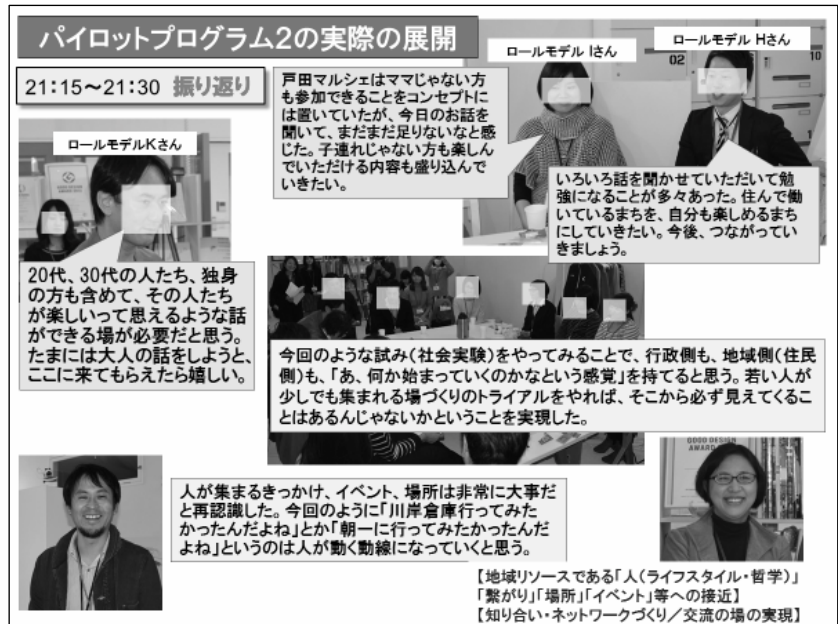 パイロットプログラム2の実際の展開
21:15～21:30 振り返り
ロールモデル Iさん
ロールモデル Hさん
02
10
戸田マルシェはママじゃない方
も参加できることをコンセプトに
は置いていたが、今日のお話を
聞いて、まだまだ足りないなと感
じた。子連れじゃない方も楽しん
でいただける内容も盛り込んで
いきたい。
いろいろ話を聞かせていただいて勉
強になることが多々あった。住んで働
いているまちを、自分も楽しめるまち
にしていきたい。今後、つながってい
きましょう。
ロールモデルKさん
20代、30代の人たち、独身
の方も含めて、その人たち
が楽しいって思えるような話
ができる場が必要だと思う。
たまには大人の話をしようと、
ここに来てもらえたら嬉しい。
今回のような試み（社会実験）をやってみることで、行政側も、地域側（住民
側）も、「あ、何か始まっていくのかなという感覚」を持てると思う。若い人が
少しでも集まれる場づくりのトライアルをやれば、そこから必ず見えてくるこ
とはあるんじゃないかということを実現した。
人が集まるきっかけ、イベント、場所は非常に大事だ
と再認識した。今回のように「川岸倉庫行ってみた
かったんだよね」とか「朝一に行ってみたかったんだ
よね」というのは人が動く動線になっていくと思う。
GOOD DESIGN
AWARD
【地域リソースである「人（ライフスタイル・哲学）」
「繋がり」「場所」「イベント」等への接近】
【知り合い・ネットワークづくり／交流の場の実現】